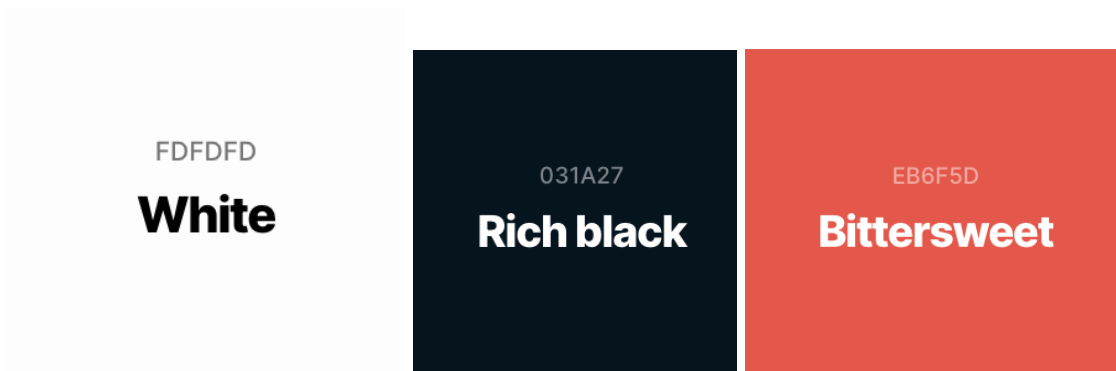 FDFDFD
White
031A27
Rich black
EB6F5D
Bittersweet